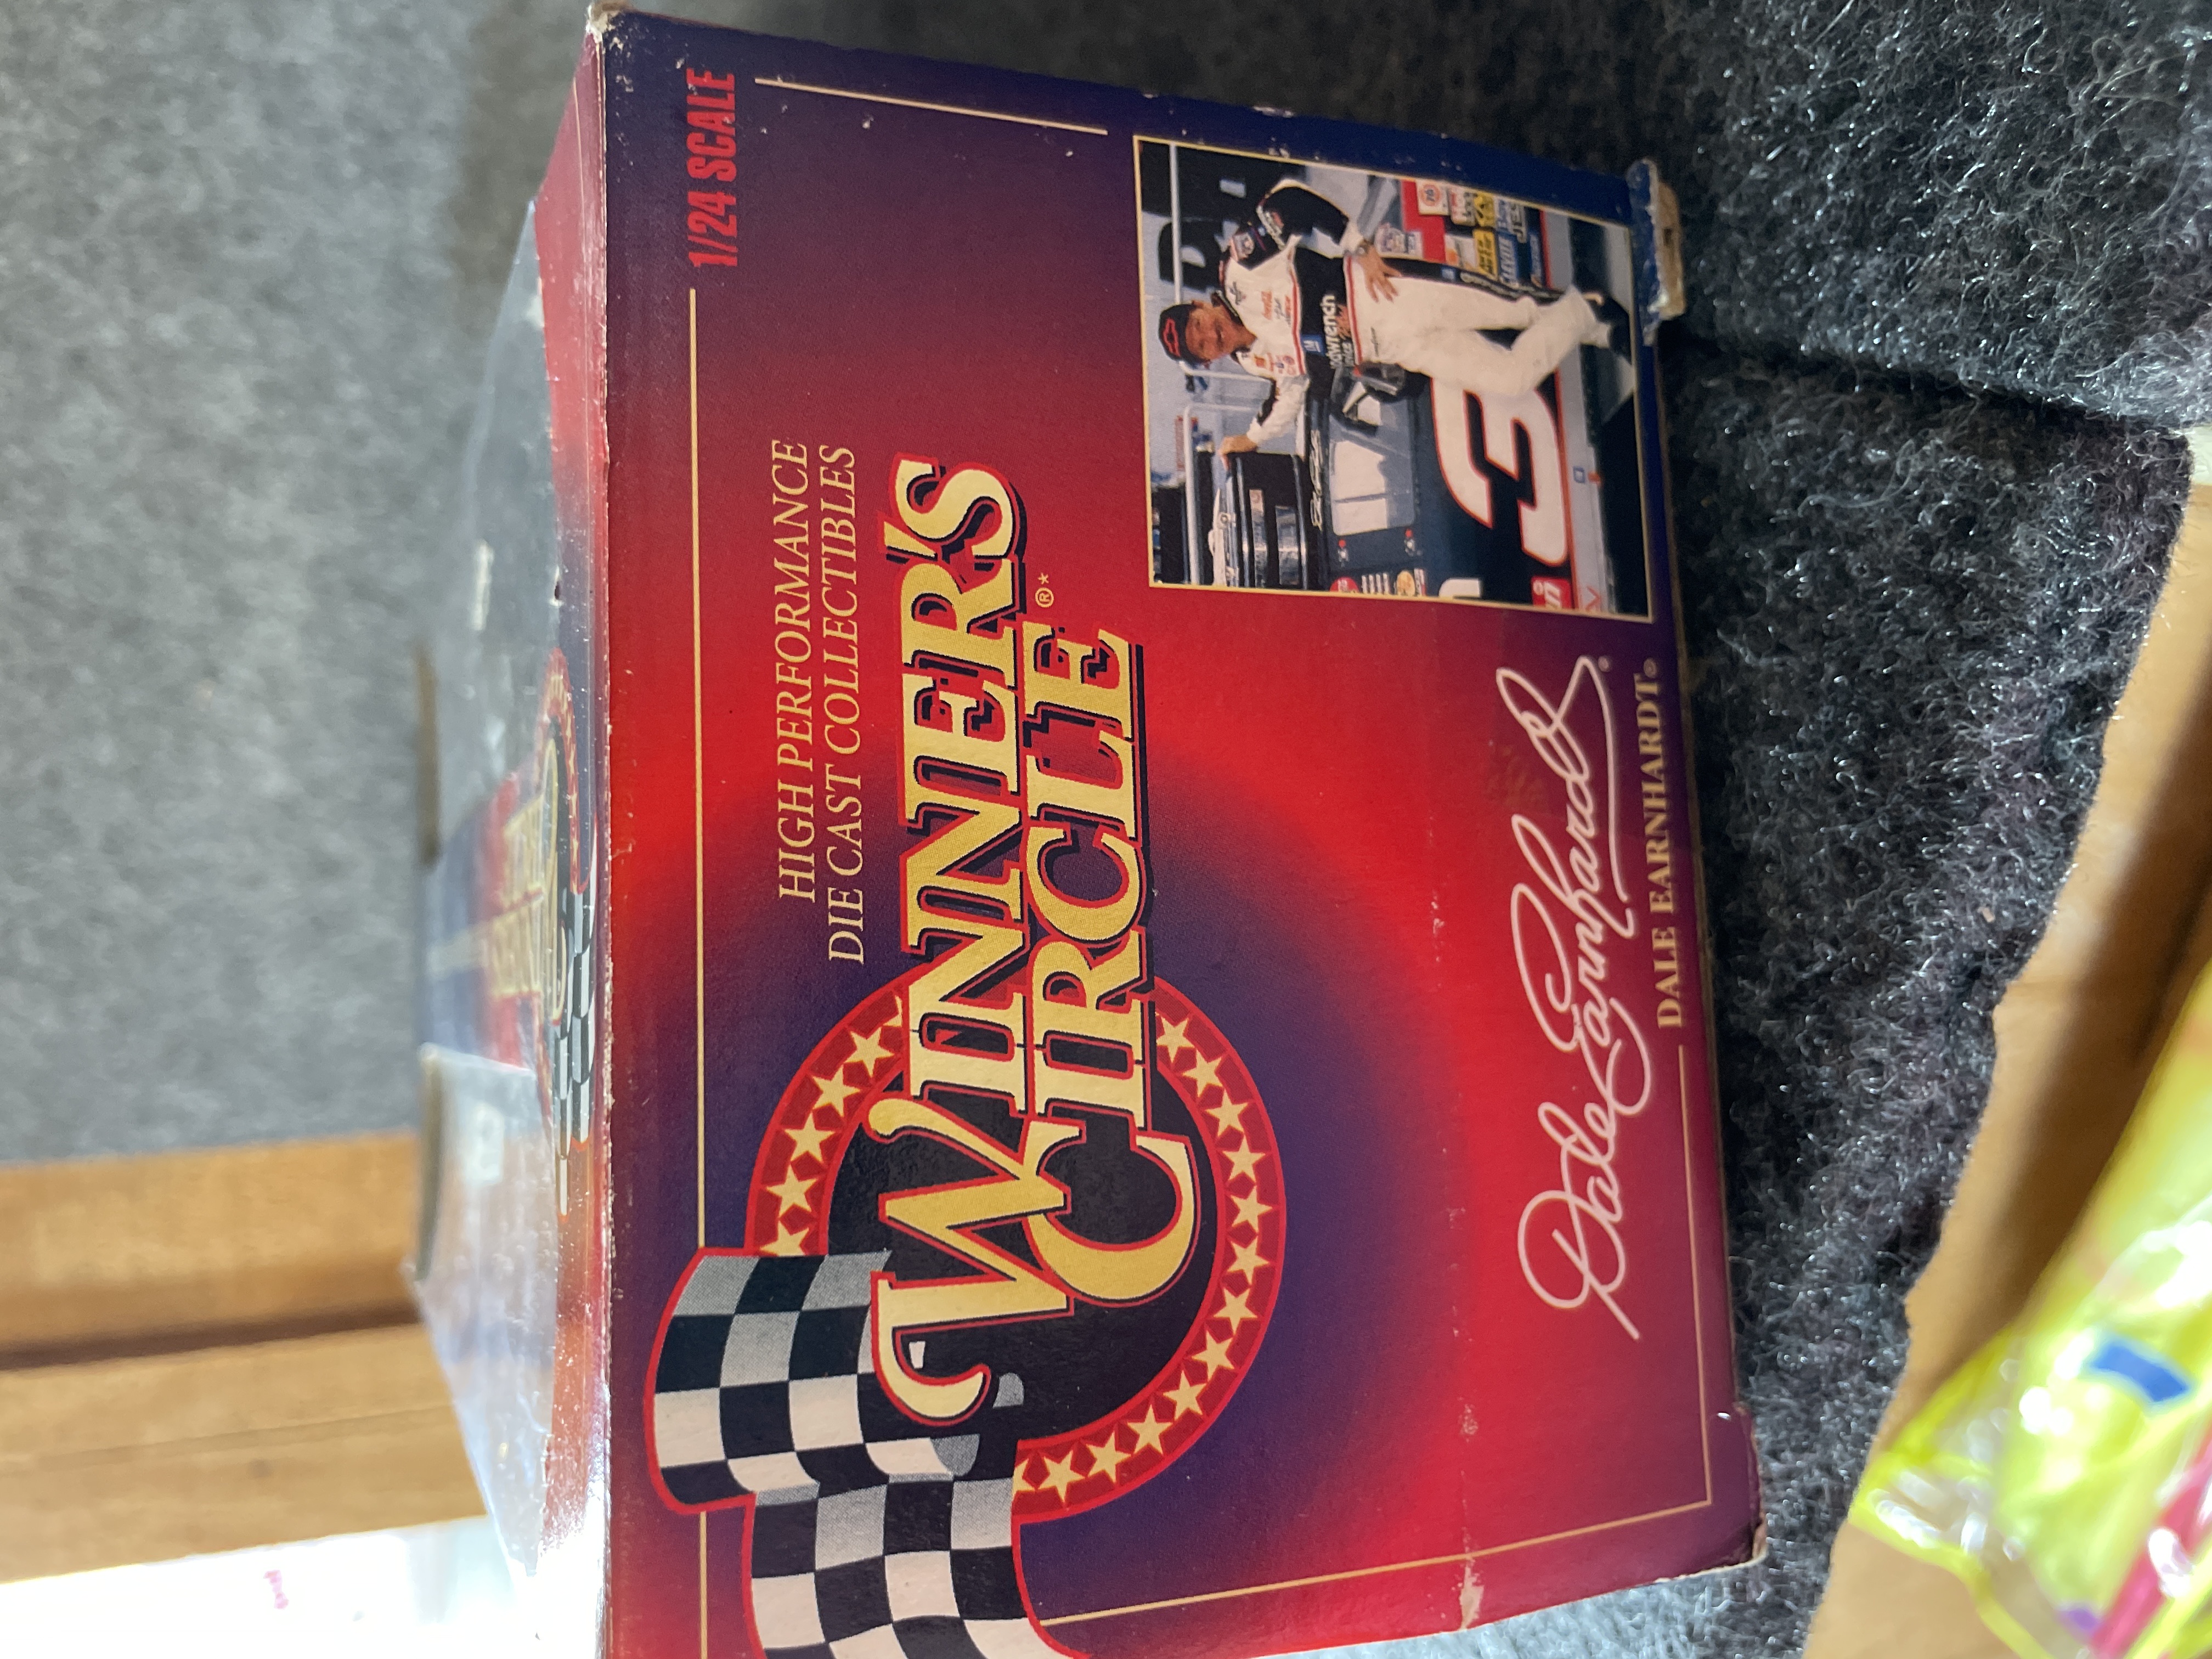 1/24 SCALE
HIGH PERFORMANCE
DIE CAST COLLECTIBLES
WINNER'S
CIRCLE®*
3
Dale Earnhardt
DALE EARNHARDT®